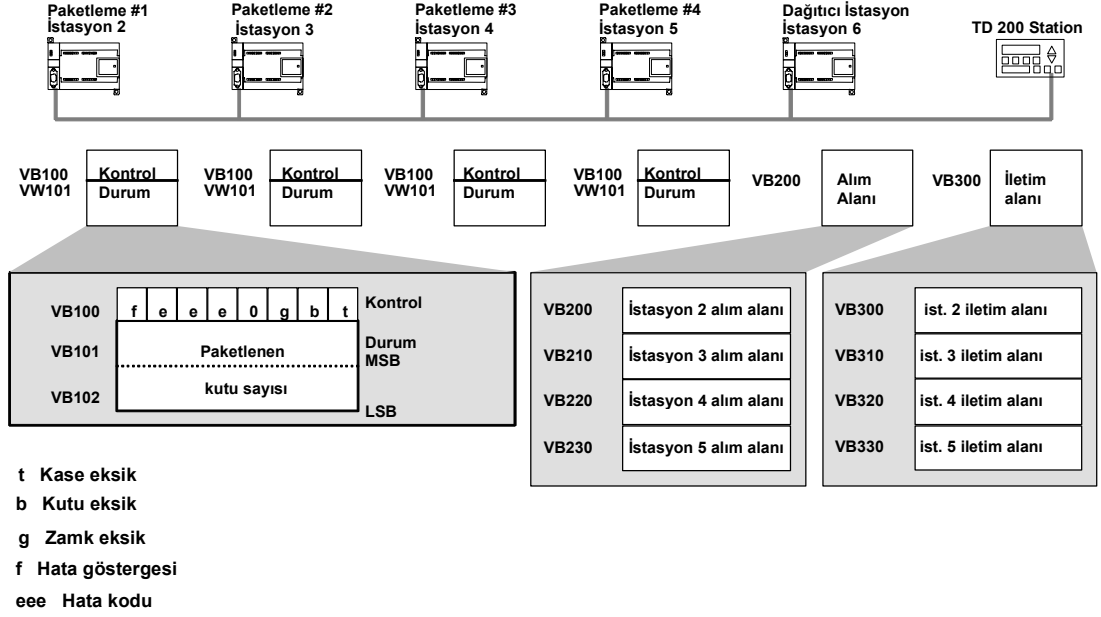 Paketleme #1
İstasyon 2
Paketleme #2
İstasyon 3
Paketleme #3
İstasyon 4
Paketleme #4
İstasyon 5
Dağıtıcı İstasyon
İstasyon 6
TD 200 Station
VB100
VW101
Kontrol
Durum
VB100
VW101
Kontrol
Durum
VB100
VW101
Kontrol
Durum
VB100
VW101
Kontrol
Durum
VB200
Alım
Alanı
VB300
İletim
alanı
VB100
f e e e 0 g b t
Kontrol
VB101
Paketlenen
Durum
MSB
VB102
kutu sayısı
LSB
VB200
İstasyon 2 alım alanı
VB210
İstasyon 3 alım alanı
VB220
İstasyon 4 alım alanı
VB230
İstasyon 5 alım alanı
VB300
ist. 2 iletim alanı
VB310
ist. 3 iletim alanı
VB320
ist. 4 iletim alanı
VB330
ist. 5 iletim alanı
t Kase eksik
b Kutu eksik
g Zamk eksik
f Hata göstergesi
eee Hata kodu